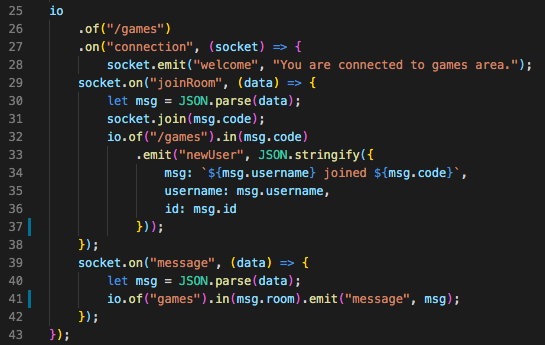 25 io
26     .of("/games")
27     .on("connection", (socket) => {
28         socket.emit("welcome", "You are connected to games area.");
29     socket.on("joinRoom", (data) => {
30         let msg = JSON.parse(data);
31         socket.join(msg.code);
32         io.of("/games").in(msg.code)
33             .emit("newUser", JSON.stringify({
34                 msg: `${msg.username} joined ${msg.code}`,
35                 username: msg.username,
36                 id: msg.id
37             }));
38     });
39     socket.on("message", (data) => {
40         let msg = JSON.parse(data);
41         io.of("games").in(msg.room).emit("message", msg);
42     });
43 });